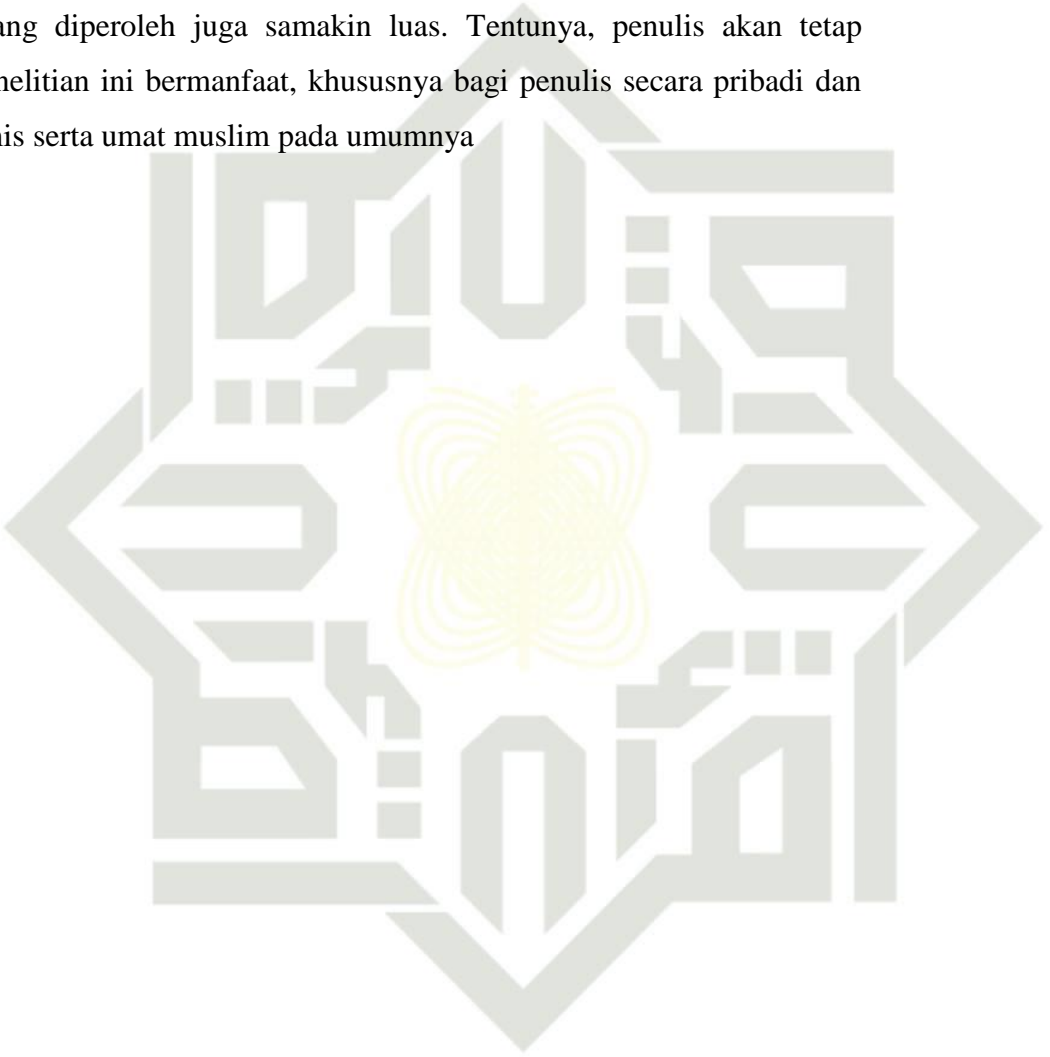 ang diperoleh juga samakin luas. Tentunya, penulis akan tetap
nelitian ini bermanfaat, khususnya bagi penulis secara pribadi dan
is serta umat muslim pada umumnya